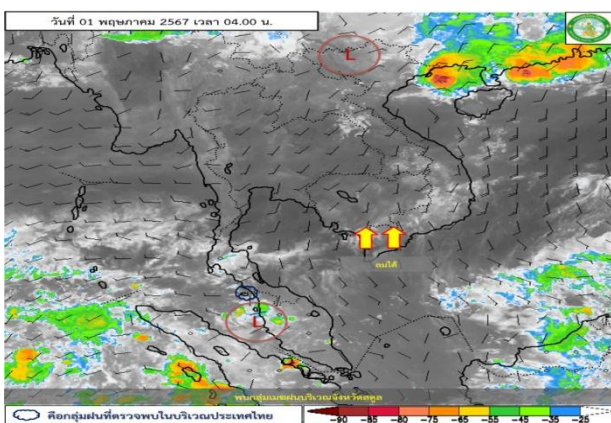 วันที่ 01 พฤษภาคม 2567 เวลา 04.00 น.
L
ลมใต้
L
พบกลุ่มเมฆฝนบริเวณจังหวัดสตูล
คือกลุ่มฝนที่ตรวจพบในบริเวณประเทศไทย
-90 -85 -80 -75 -65 -55 -45 -35 -25